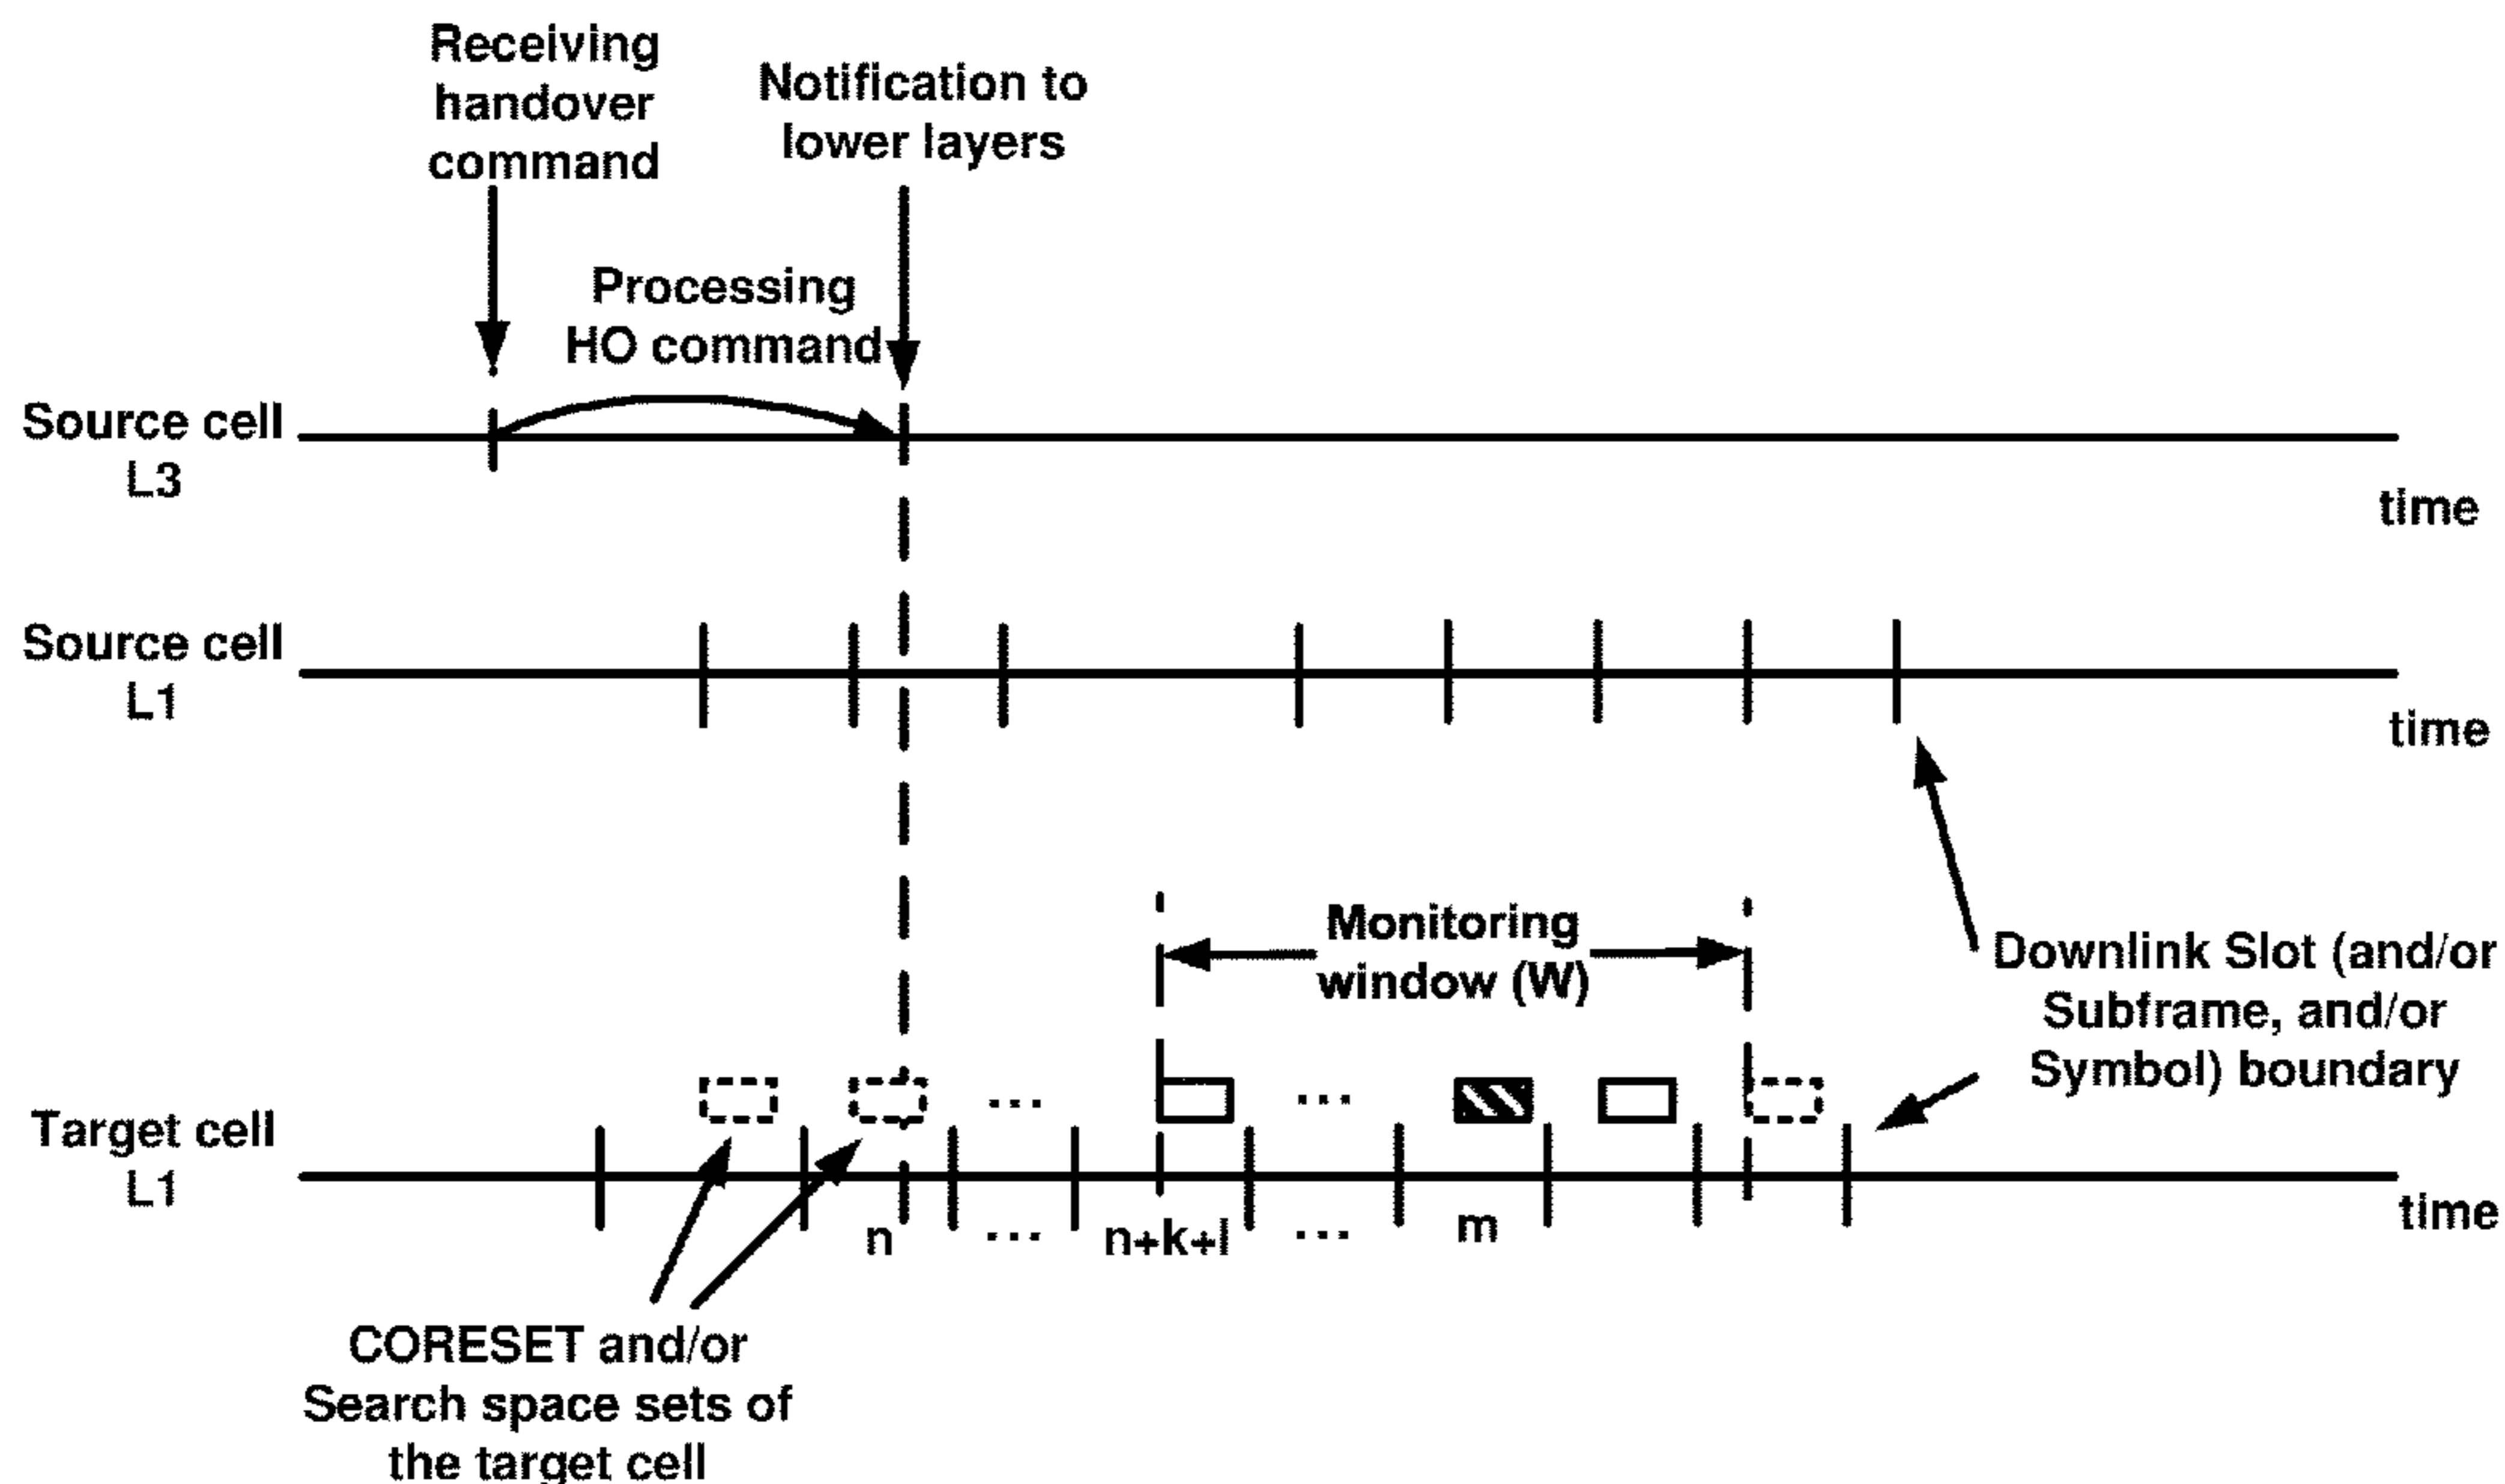 Receiving
handover
command
Notification to
lower layers
Processing
HO command
Source cell
L3
time
Source cell
L1
time
Monitoring
window (W)
Downlink Slot (and/or
Subframe, and/or
Symbol) boundary
...
...
Target cell
L1
n
...
n+k+l
...
m
time
CORESET and/or
Search space sets of
the target cell